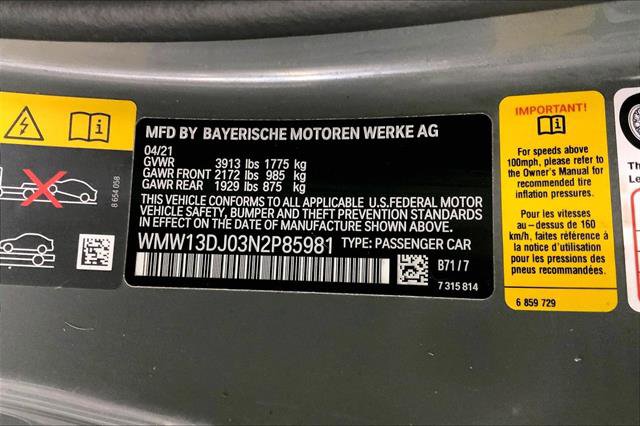 MFD BY BAYERISCHE MOTOREN WERKE AG
04/21
GVWR 3913 lbs 1775 kg
GAWR FRONT 2172 lbs 985 kg
GAWR REAR 1929 lbs 875 kg
THIS VEHICLE CONFORMS TO ALL APPLICABLE U.S.FEDERAL MOTOR
VEHICLE SAFETY, BUMPER AND THEFT PREVENTION STANDARDS
IN EFFECT ON THE DATE OF MANUFACTURE SHOWN ABOVE.
WMW13DJ03N2P85981 TYPE: PASSENGER CAR
B71/7
7 315 814
8 654 058
IMPORTANT!
For speeds above
100mph, please refer to
the Owner's Manual for
recommended tire
inflation pressures.
Pour les vitesses
au – dessus de 160
km/h, faites référence à
la notice d'utilisation
pour les pressions de
pneus recommandées.
6 859 729